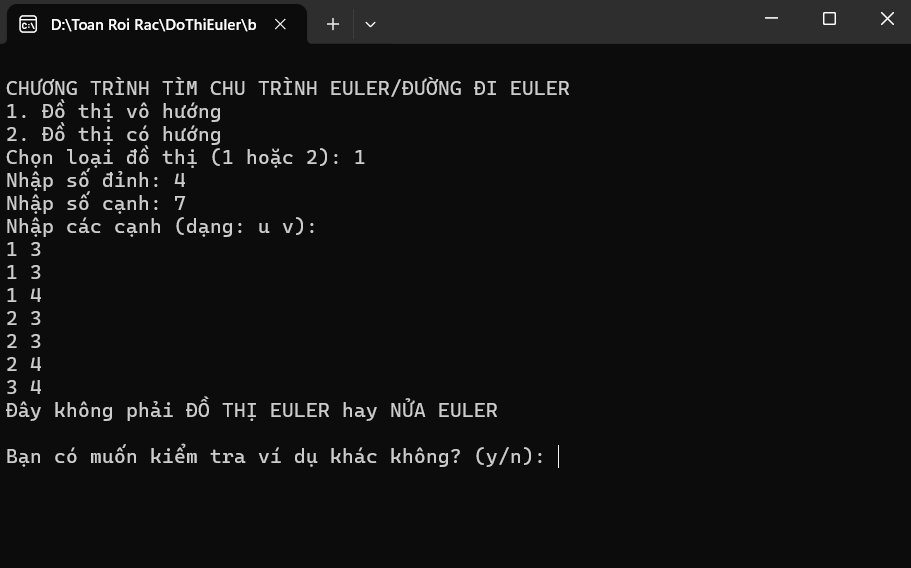 D:\Toan Roi Rac\DoThiEuler\b
CHƯƠNG TRÌNH TÌM CHU TRÌNH EULER/ĐƯỜNG ĐI EULER
1. Đồ thị vô hướng
2. Đồ thị có hướng
Chọn loại đồ thị (1 hoặc 2): 1
Nhập số đỉnh: 4
Nhập số cạnh: 7
Nhập các cạnh (dạng: u v):
1 3
1 3
1 4
2 3
2 3
2 4
3 4
Đây không phải ĐỒ THỊ EULER hay NỬA EULER
Bạn có muốn kiểm tra ví dụ khác không? (y/n):